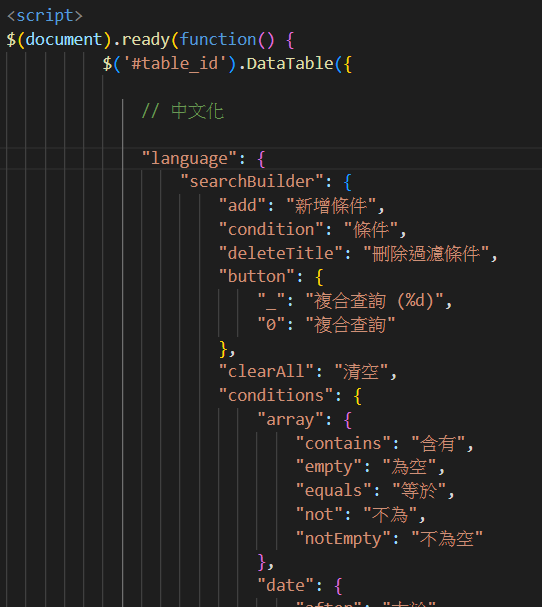 <script>
$(document).ready(function() {
$('#table_id').DataTable({
// 中文化
"language": {
"searchBuilder": {
"add": "新增條件",
"condition": "條件",
"deleteTitle": "刪除過濾條件",
"button": {
"_": "複合查詢 (%d)",
"0": "複合查詢"
},
"clearAll": "清空",
"conditions": {
"array": {
"contains": "含有",
"empty": "為空",
"equals": "等於",
"not": "不為",
"notEmpty": "不為空"
},
"date": {
"after": "大於"